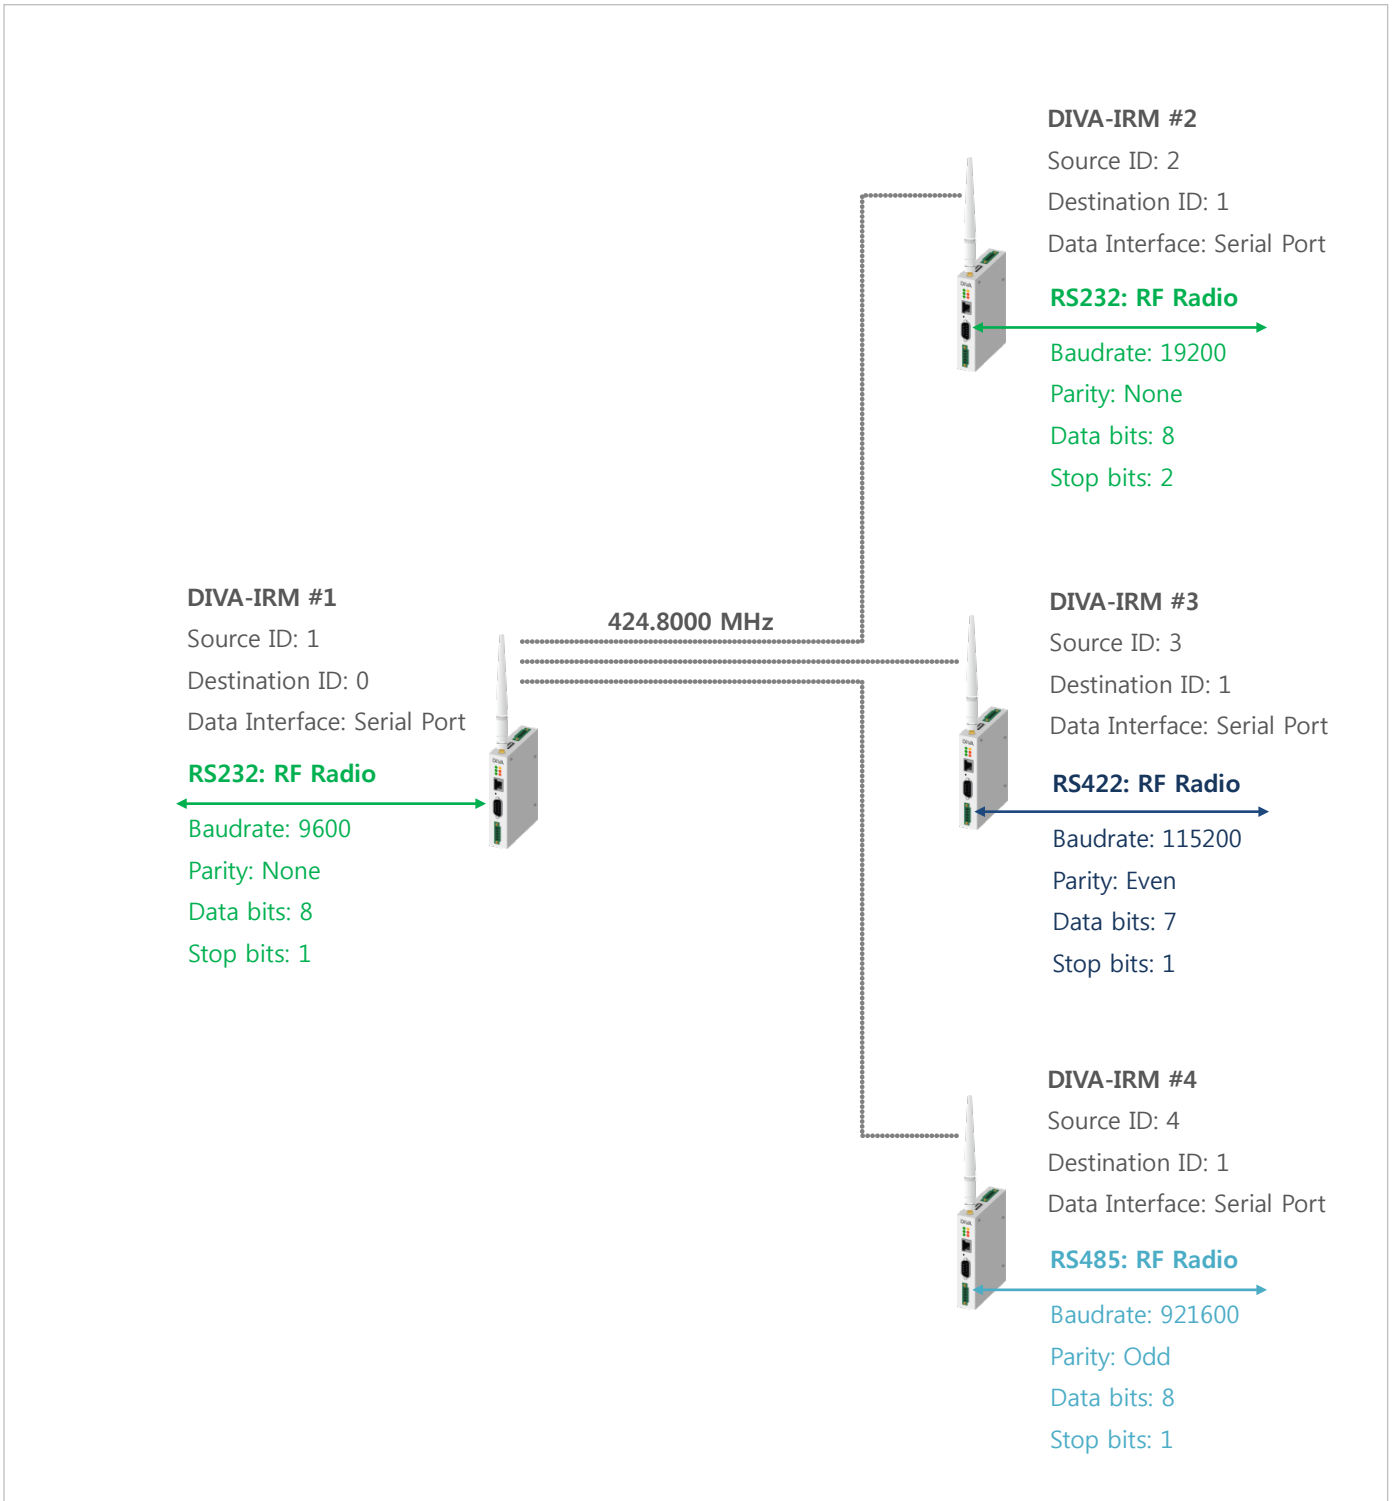 DIVA-IRM #2
Source ID: 2
Destination ID: 1
Data Interface: Serial Port
DIVA
RS232: RF Radio
Baudrate: 19200
Parity: None
Data bits: 8
Stop bits: 2
DIVA-IRM #1
Source ID: 1
Destination ID: 0
Data Interface: Serial Port
DIVA
RS232: RF Radio
Baudrate: 9600
Parity: None
Data bits: 8
Stop bits: 1
424.8000 MHz
DIVA-IRM #3
Source ID: 3
Destination ID: 1
Data Interface: Serial Port
DIVA
RS422: RF Radio
Baudrate: 115200
Parity: Even
Data bits: 7
Stop bits: 1
DIVA-IRM #4
Source ID: 4
Destination ID: 1
Data Interface: Serial Port
DIVA
RS485: RF Radio
Baudrate: 921600
Parity: Odd
Data bits: 8
Stop bits: 1